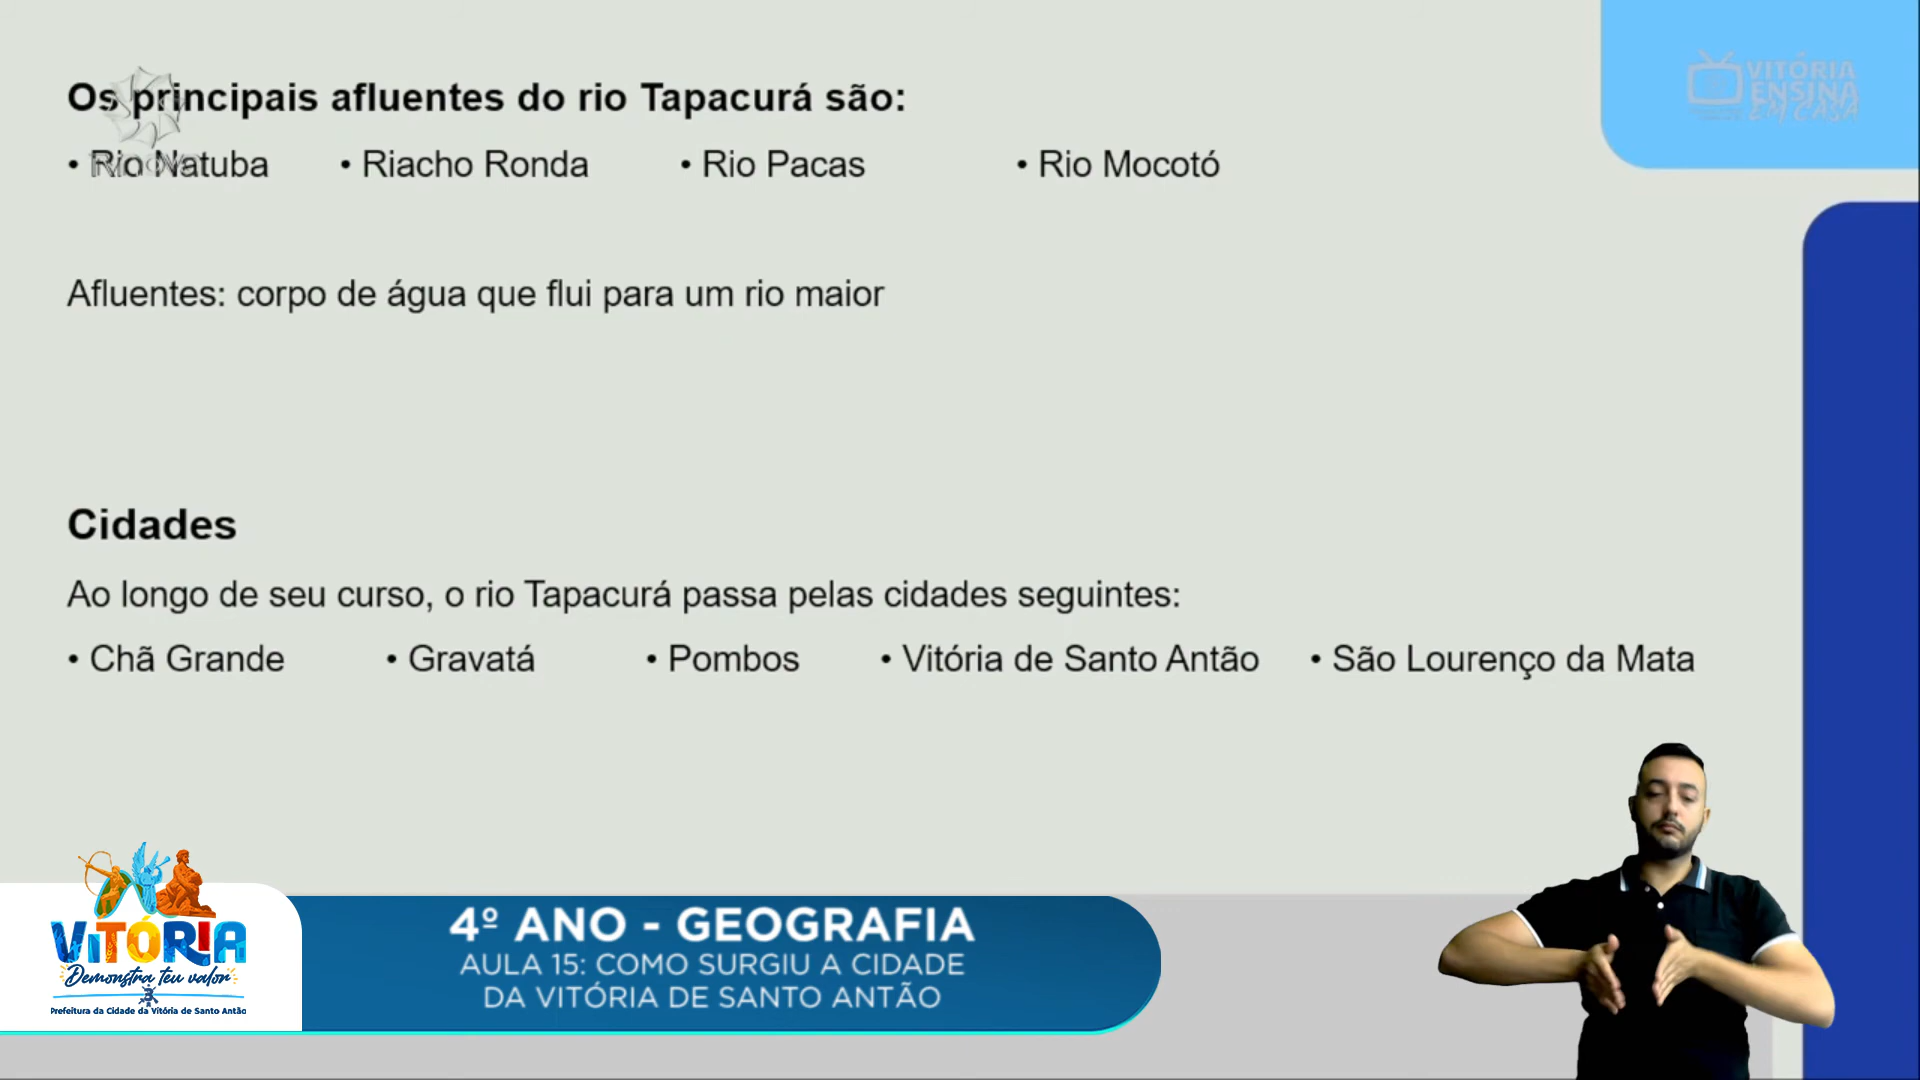 Os principais afluentes do rio Tapacurá são:
• Rio Natuba • Riacho Ronda • Rio Pacas • Rio Mocotó
Afluentes: corpo de água que flui para um rio maior
Cidades
Ao longo de seu curso, o rio Tapacurá passa pelas cidades seguintes:
• Chã Grande • Gravatá • Pombos • Vitória de Santo Antão • São Lourenço da Mata
VITÓRIA
ENSINA
EM CASA
4º ANO - GEOGRAFIA
AULA 15: COMO SURGIU A CIDADE
DA VITÓRIA DE SANTO ANTÃO
VITÓRIA
Demonstra teu valor
Prefeitura da Cidade da Vitória de Santo Antão